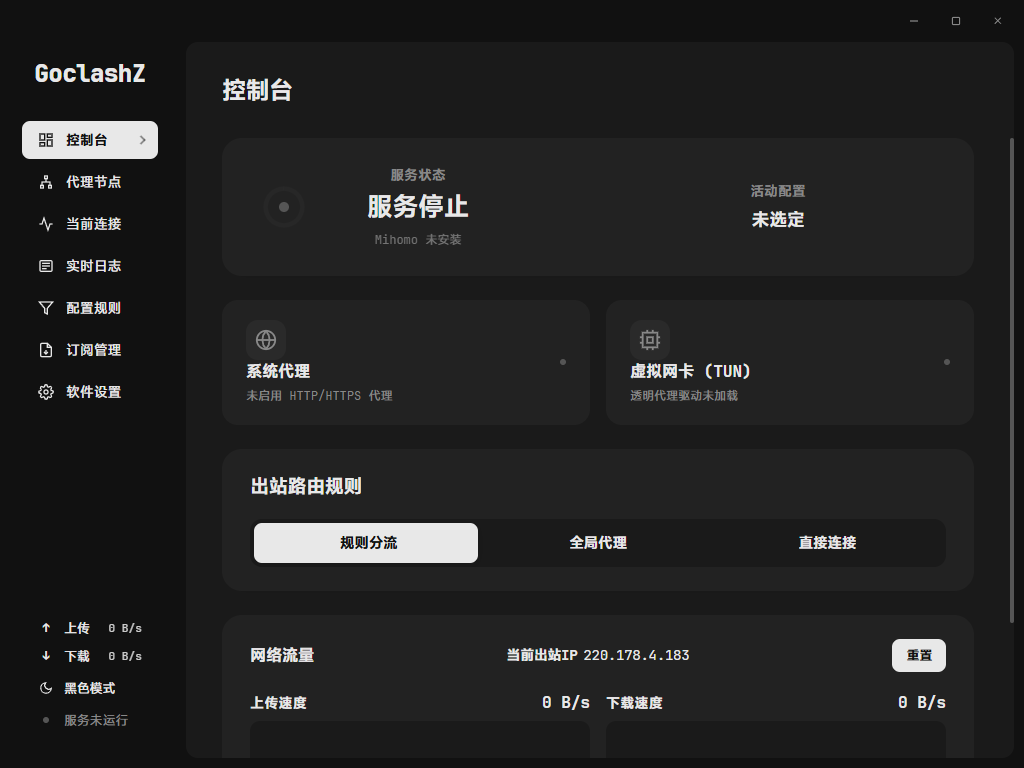 GoclashZ
控制台
代理节点
当前连接
实时日志
配置规则
订阅管理
软件设置
上传 0 B/s
下载 0 B/s
黑色模式
服务未运行
控制台
服务状态
服务停止
Mihomo 未安装
活动配置
未选定
系统代理
未启用 HTTP/HTTPS 代理
虚拟网卡 (TUN)
透明代理驱动未加载
出站路由规则
规则分流 全局代理 直接连接
网络流量 当前出站IP 220.178.4.183 重置
上传速度 0 B/s 下载速度 0 B/s